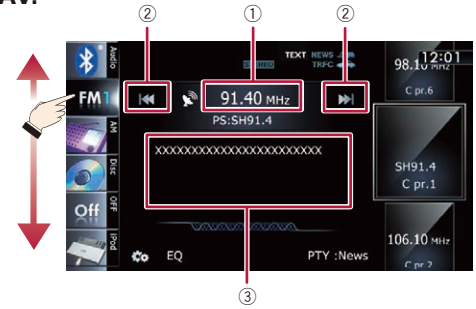 ② ① ②
TEXT NEWS
STEREO TRFC
12:01
Audio
FM1
AM
Disc
Off
OFF
iPod
91.40 MHz
PS:SH91.4
XXXXXXXXXXXXXXXXXXXXXXXX
EQ
PTY :News
98.10 MHz
C pr.6
SH91.4
C pr.1
106.10 MHz
C pr.2
③